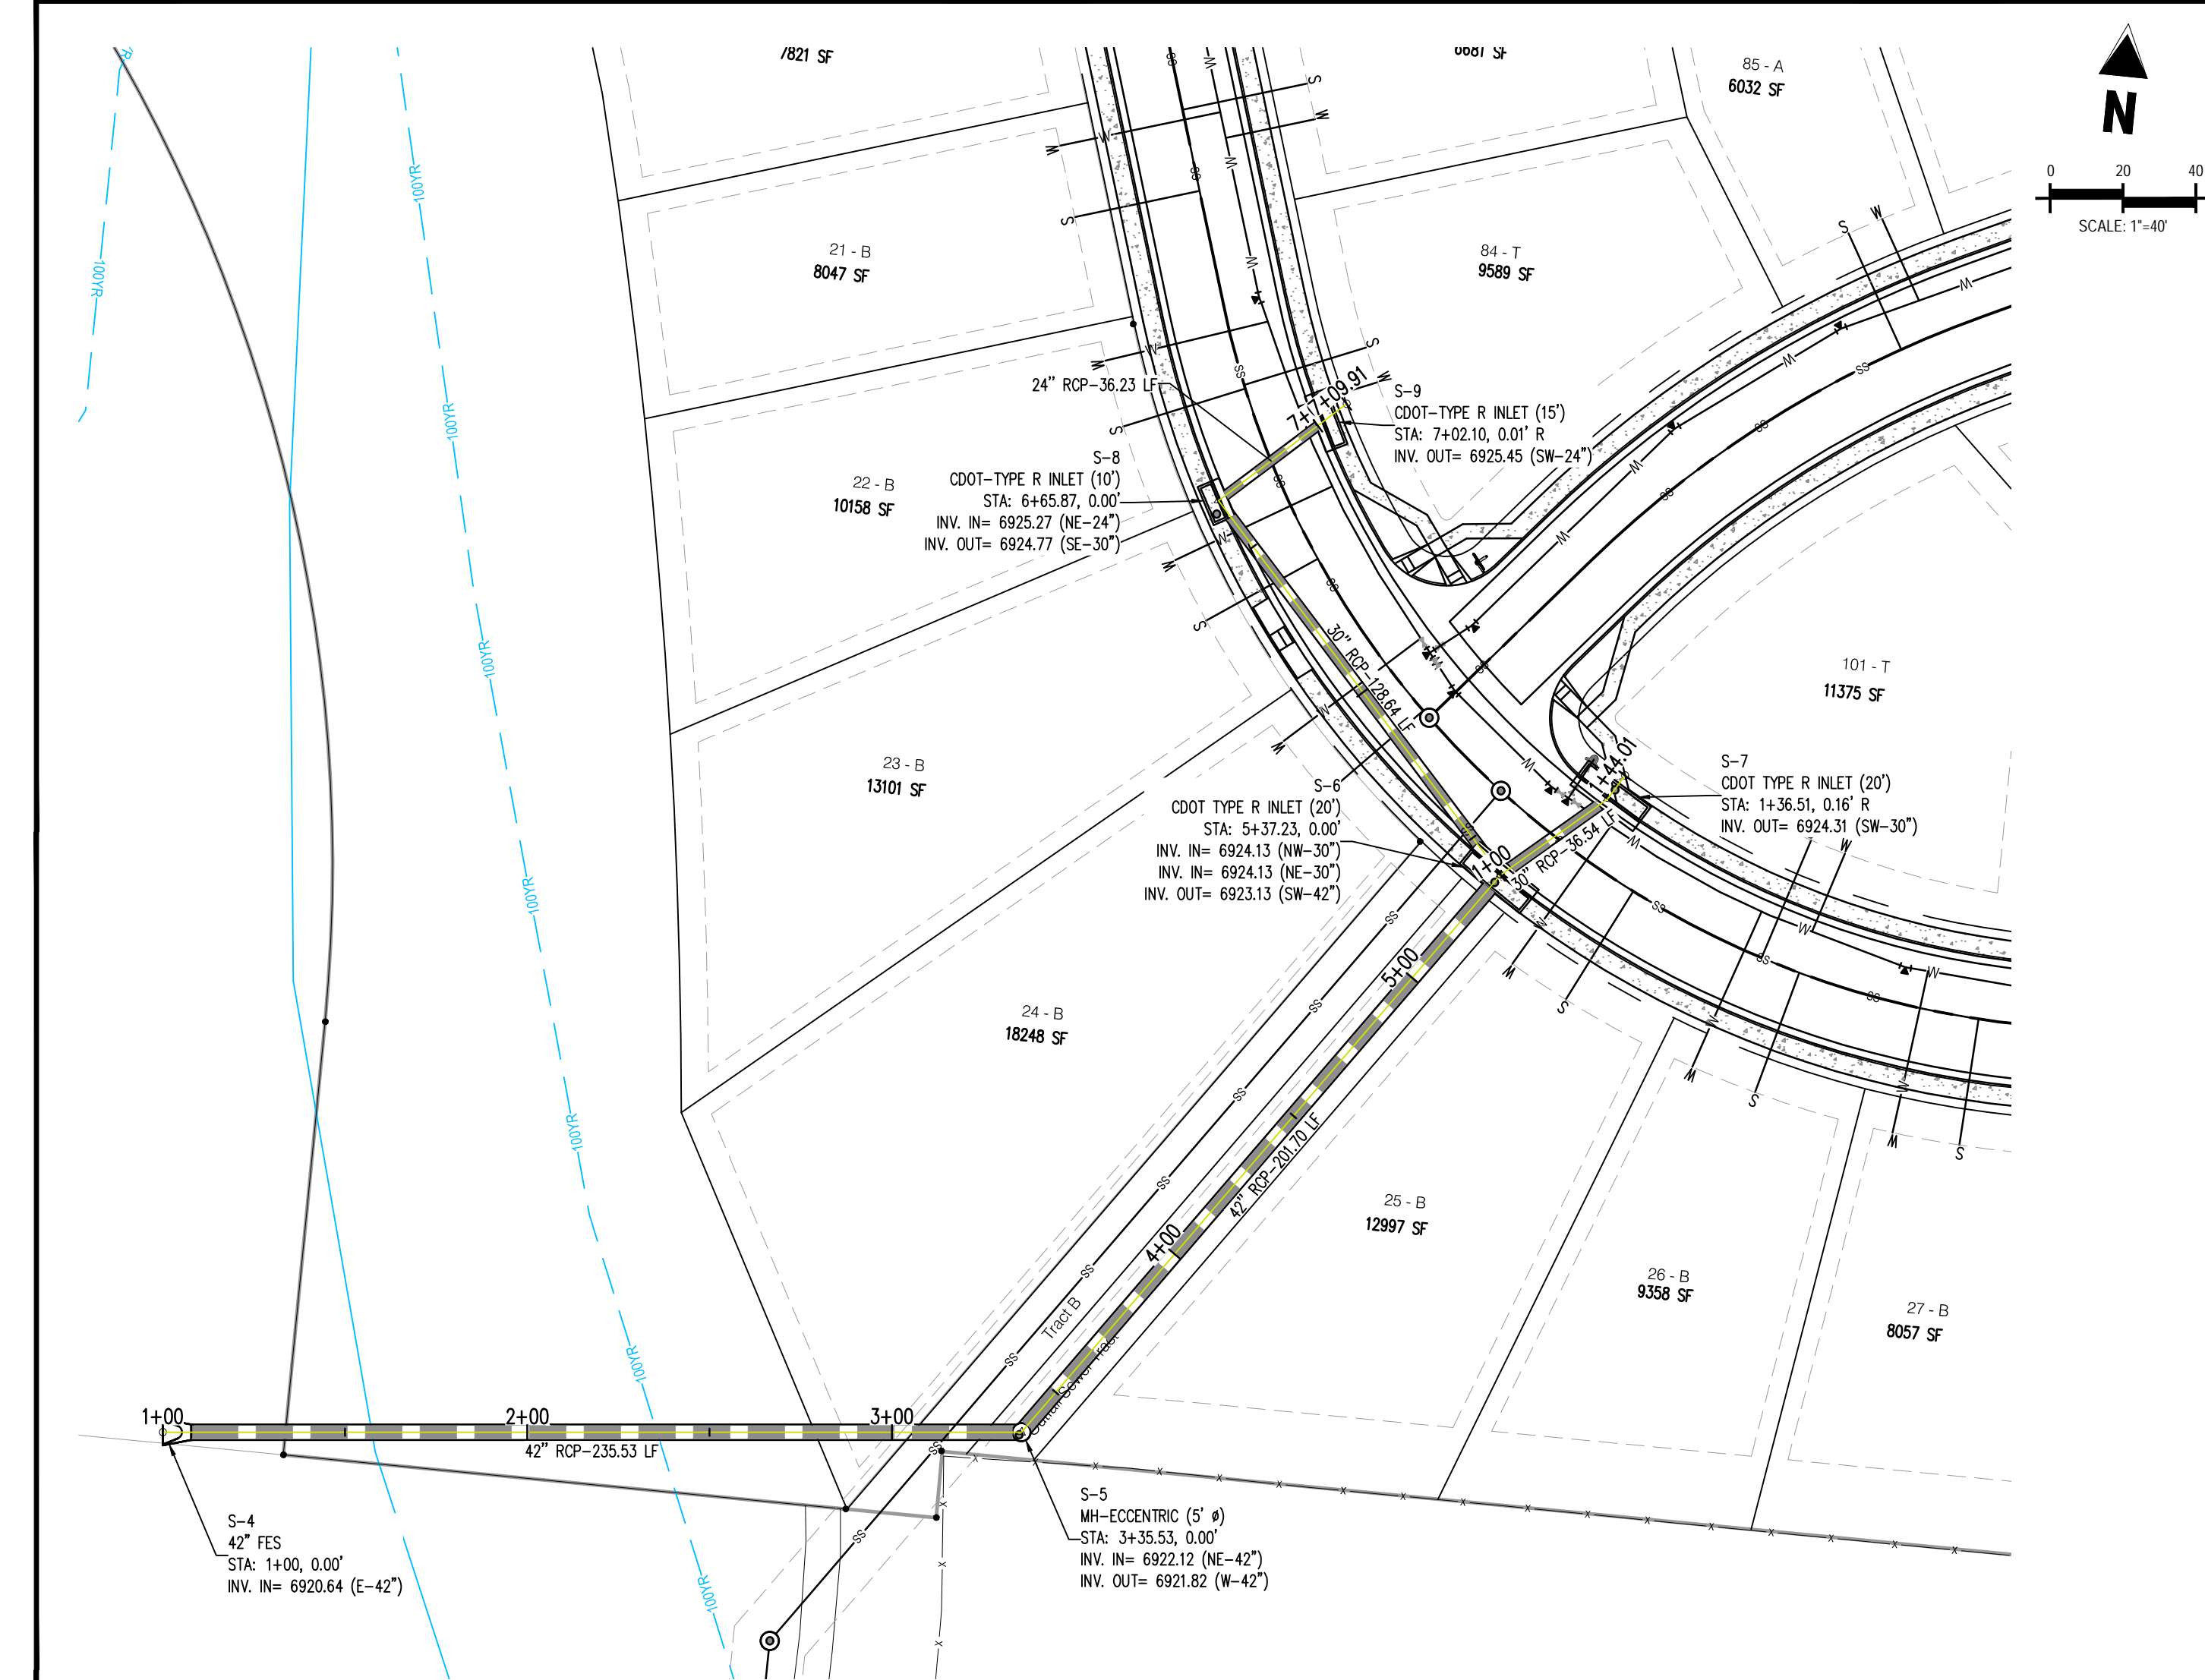 7821 SF
6681 SF
85 - A
6032 SF
N
0 20 40
SCALE: 1"=40'
21 - B
8047 SF
84 - T
9589 SF
24" RCP-36.23 LF
7+09.91
S-9
CDOT-TYPE R INLET (15')
STA: 7+02.10, 0.01' R
INV. OUT= 6925.45 (SW-24")
S-8
CDOT-TYPE R INLET (10')
STA: 6+65.87, 0.00'
INV. IN= 6925.27 (NE-24")
INV. OUT= 6924.77 (SE-30")
22 - B
10158 SF
30" RCP-128.64 LF
101 - T
11375 SF
23 - B
13101 SF
1+44.01
S-7
CDOT TYPE R INLET (20')
STA: 1+36.51, 0.16' R
INV. OUT= 6924.31 (SW-30")
S-6
CDOT TYPE R INLET (20')
STA: 5+37.23, 0.00'
INV. IN= 6924.13 (NW-30")
INV. IN= 6924.13 (NE-30")
INV. OUT= 6923.13 (SW-42")
1+00
30" RCP-36.54 LF
5+00
24 - B
18248 SF
42" RCP-201.70 LF
4+00
25 - B
12997 SF
26 - B
9358 SF
27 - B
8057 SF
Tract B
Sewer Tract
1+00
2+00
3+00
42" RCP-235.53 LF
S-4
42" FES
STA: 1+00, 0.00'
INV. IN= 6920.64 (E-42")
S-5
MH-ECCENTRIC (5' ø)
STA: 3+35.53, 0.00'
INV. IN= 6922.12 (NE-42")
INV. OUT= 6921.82 (W-42")
100YR
100YR
100YR
100YR
100YR
100YR
100YR
100YR